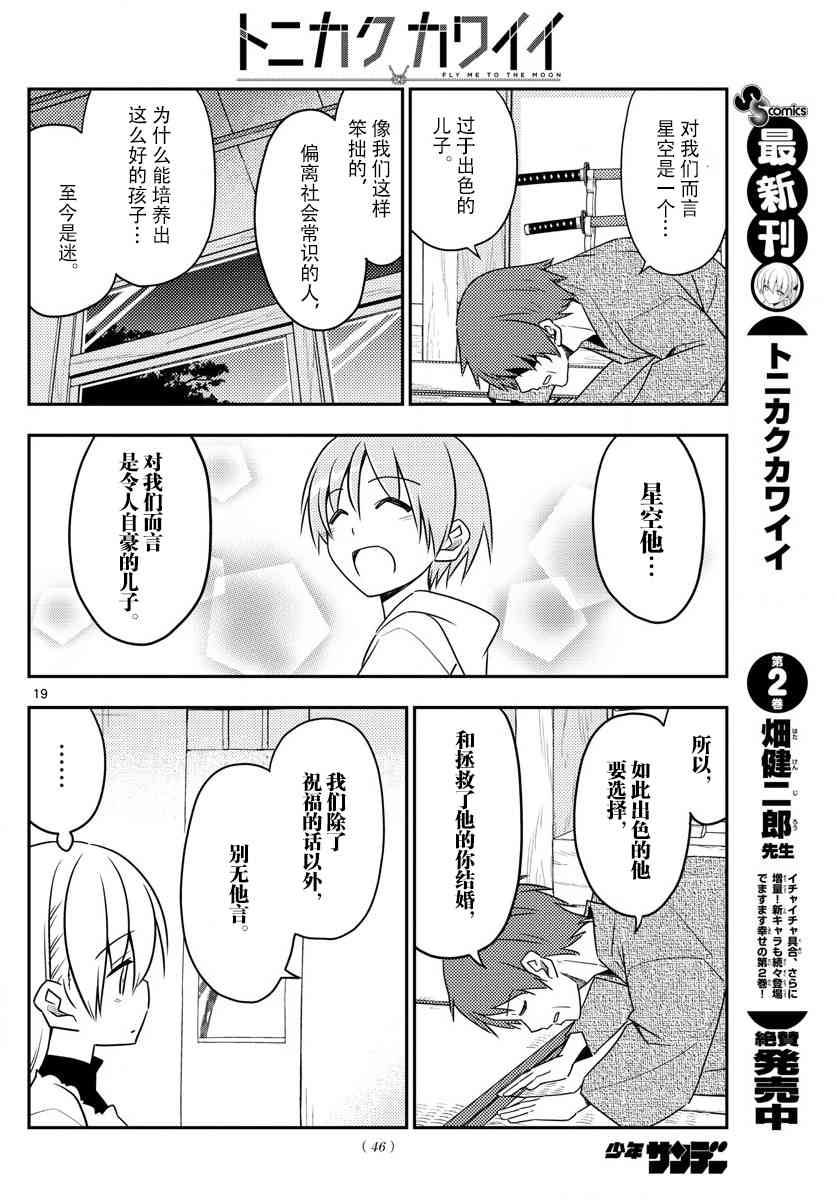 トニカクカワイイ
FLY ME TO THE MOON
对我们而言
星空是一个…
过于出色的
儿子。
像我们这样
笨拙的，
偏离社会常识的人，
为什么能培养出
这么好的孩子…
至今是迷。
星空他…
对我们而言
是令人自豪的儿子。
19
所以，
如此出色的他
要选择，
和拯救了他的你结婚，
我们除了
祝福的话以外，
别无他言。
……
(46)
少年サンデー
SS comics
最新刊
トニカクカワイイ
第2巻
畑健二郎先生
はたけんじろう
イチャイチャ具合、さらに
増量！新キャラも続々登場
でますます幸せの第2巻！
絶賛
発売中